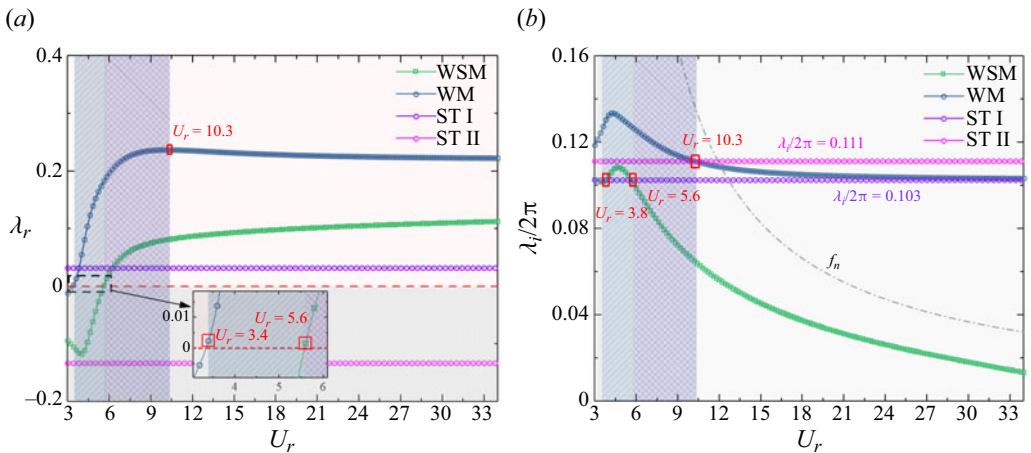 (a)
0.4
0.2
λr
0
–0.2
3 6 9 12 15 18 21 24 27 30 33
Ur
WSM
WM
ST I
ST II
Ur = 10.3
0.01
0
Ur = 5.6
Ur = 3.4
4 5 6
(b)
0.16
0.12
λi/2π
0.08
0.04
0
3 6 9 12 15 18 21 24 27 30 33
Ur
WSM
WM
ST I
ST II
Ur = 10.3
λi/2π = 0.111
Ur = 5.6
λi/2π = 0.103
Ur = 3.8
fn